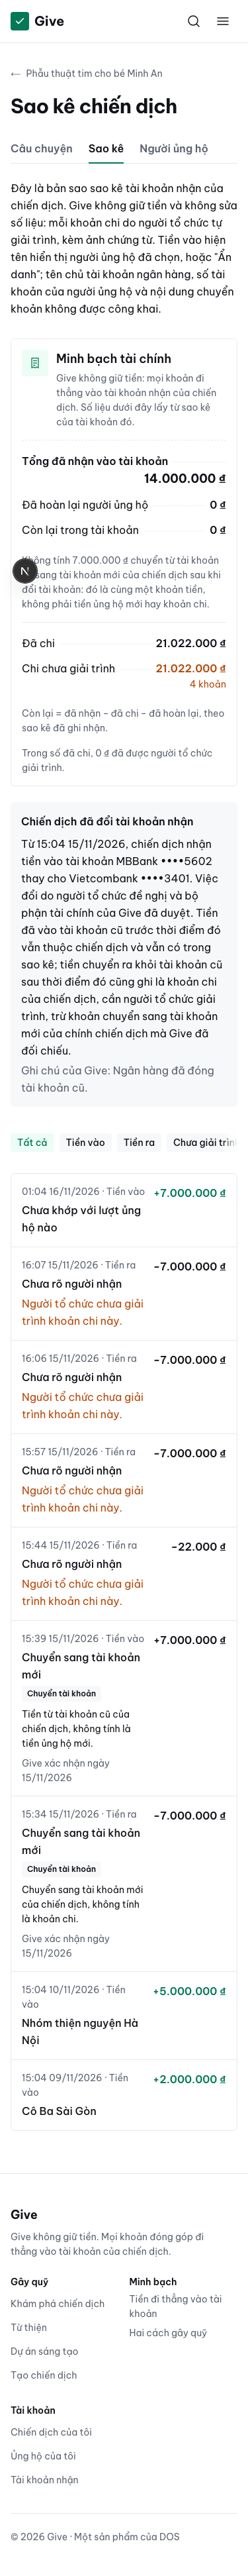 Give
← Phẫu thuật tim cho bé Minh An
Sao kê chiến dịch
Câu chuyện Sao kê Người ủng hộ
Đây là bản sao sao kê tài khoản nhận của
chiến dịch. Give không giữ tiền và không sửa
số liệu: mỗi khoản chi do người tổ chức tự
giải trình, kèm ảnh chứng từ. Tiền vào hiện
tên hiển thị người ủng hộ đã chọn, hoặc "Ẩn
danh"; tên chủ tài khoản ngân hàng, số tài
khoản của người ủng hộ và nội dung chuyển
khoản không được công khai.
Minh bạch tài chính
Give không giữ tiền: mọi khoản đi
thẳng vào tài khoản nhận của chiến
dịch. Số liệu dưới đây lấy từ sao kê
của tài khoản đó.
Tổng đã nhận vào tài khoản
14.000.000 ₫
Đã hoàn lại người ủng hộ 0 ₫
Còn lại trong tài khoản 0 ₫
Không tính 7.000.000 ₫ chuyển từ tài khoản
N
ngang tài khoản mới của chiến dịch sau khi
đổi tài khoản: đó là cùng một khoản tiền,
không phải tiền ủng hộ mới hay khoản chi.
Đã chi 21.022.000 ₫
Chi chưa giải trình 21.022.000 ₫
4 khoản
Còn lại = đã nhận − đã chi − đã hoàn lại, theo
sao kê đã ghi nhận.
Trong số đã chi, 0 ₫ đã được người tổ chức
giải trình.
Chiến dịch đã đổi tài khoản nhận
Từ 15:04 15/11/2026, chiến dịch nhận
tiền vào tài khoản MBBank ••••5602
thay cho Vietcombank ••••3401. Việc
đổi do người tổ chức đề nghị và bộ
phận tài chính của Give đã duyệt. Tiền
đã vào tài khoản cũ trước thời điểm đó
vẫn thuộc chiến dịch và vẫn có trong
sao kê; tiền chuyển ra khỏi tài khoản cũ
sau thời điểm đó cũng ghi là khoản chi
của chiến dịch, cần người tổ chức giải
trình, trừ khoản chuyển sang tài khoản
mới của chính chiến dịch mà Give đã
đối chiếu.
Ghi chú của Give: Ngân hàng đã đóng
tài khoản cũ.
Tất cả Tiền vào Tiền ra Chưa giải trình
01:04 16/11/2026 · Tiền vào +7.000.000 ₫
Chưa khớp với lượt ủng
hộ nào
16:07 15/11/2026 · Tiền ra −7.000.000 ₫
Chưa rõ người nhận
Người tổ chức chưa giải
trình khoản chi này.
16:06 15/11/2026 · Tiền ra −7.000.000 ₫
Chưa rõ người nhận
Người tổ chức chưa giải
trình khoản chi này.
15:57 15/11/2026 · Tiền ra −7.000.000 ₫
Chưa rõ người nhận
Người tổ chức chưa giải
trình khoản chi này.
15:44 15/11/2026 · Tiền ra −22.000 ₫
Chưa rõ người nhận
Người tổ chức chưa giải
trình khoản chi này.
15:39 15/11/2026 · Tiền vào +7.000.000 ₫
Chuyển sang tài khoản
mới
Chuyển tài khoản
Tiền từ tài khoản cũ của
chiến dịch, không tính là
tiền ủng hộ mới.
Give xác nhận ngày
15/11/2026
15:34 15/11/2026 · Tiền ra −7.000.000 ₫
Chuyển sang tài khoản
mới
Chuyển tài khoản
Chuyển sang tài khoản mới
của chiến dịch, không tính
là khoản chi.
Give xác nhận ngày
15/11/2026
15:04 10/11/2026 · Tiền +5.000.000 ₫
vào
Nhóm thiện nguyện Hà
Nội
15:04 09/11/2026 · Tiền +2.000.000 ₫
vào
Cô Ba Sài Gòn
Give
Give không giữ tiền. Mọi khoản đóng góp đi
thẳng vào tài khoản của chiến dịch.
Gây quỹ
Khám phá chiến dịch
Từ thiện
Dự án sáng tạo
Tạo chiến dịch
Minh bạch
Tiền đi thẳng vào tài
khoản
Hai cách gây quỹ
Tài khoản
Chiến dịch của tôi
Ủng hộ của tôi
Tài khoản nhận
© 2026 Give · Một sản phẩm của DOS